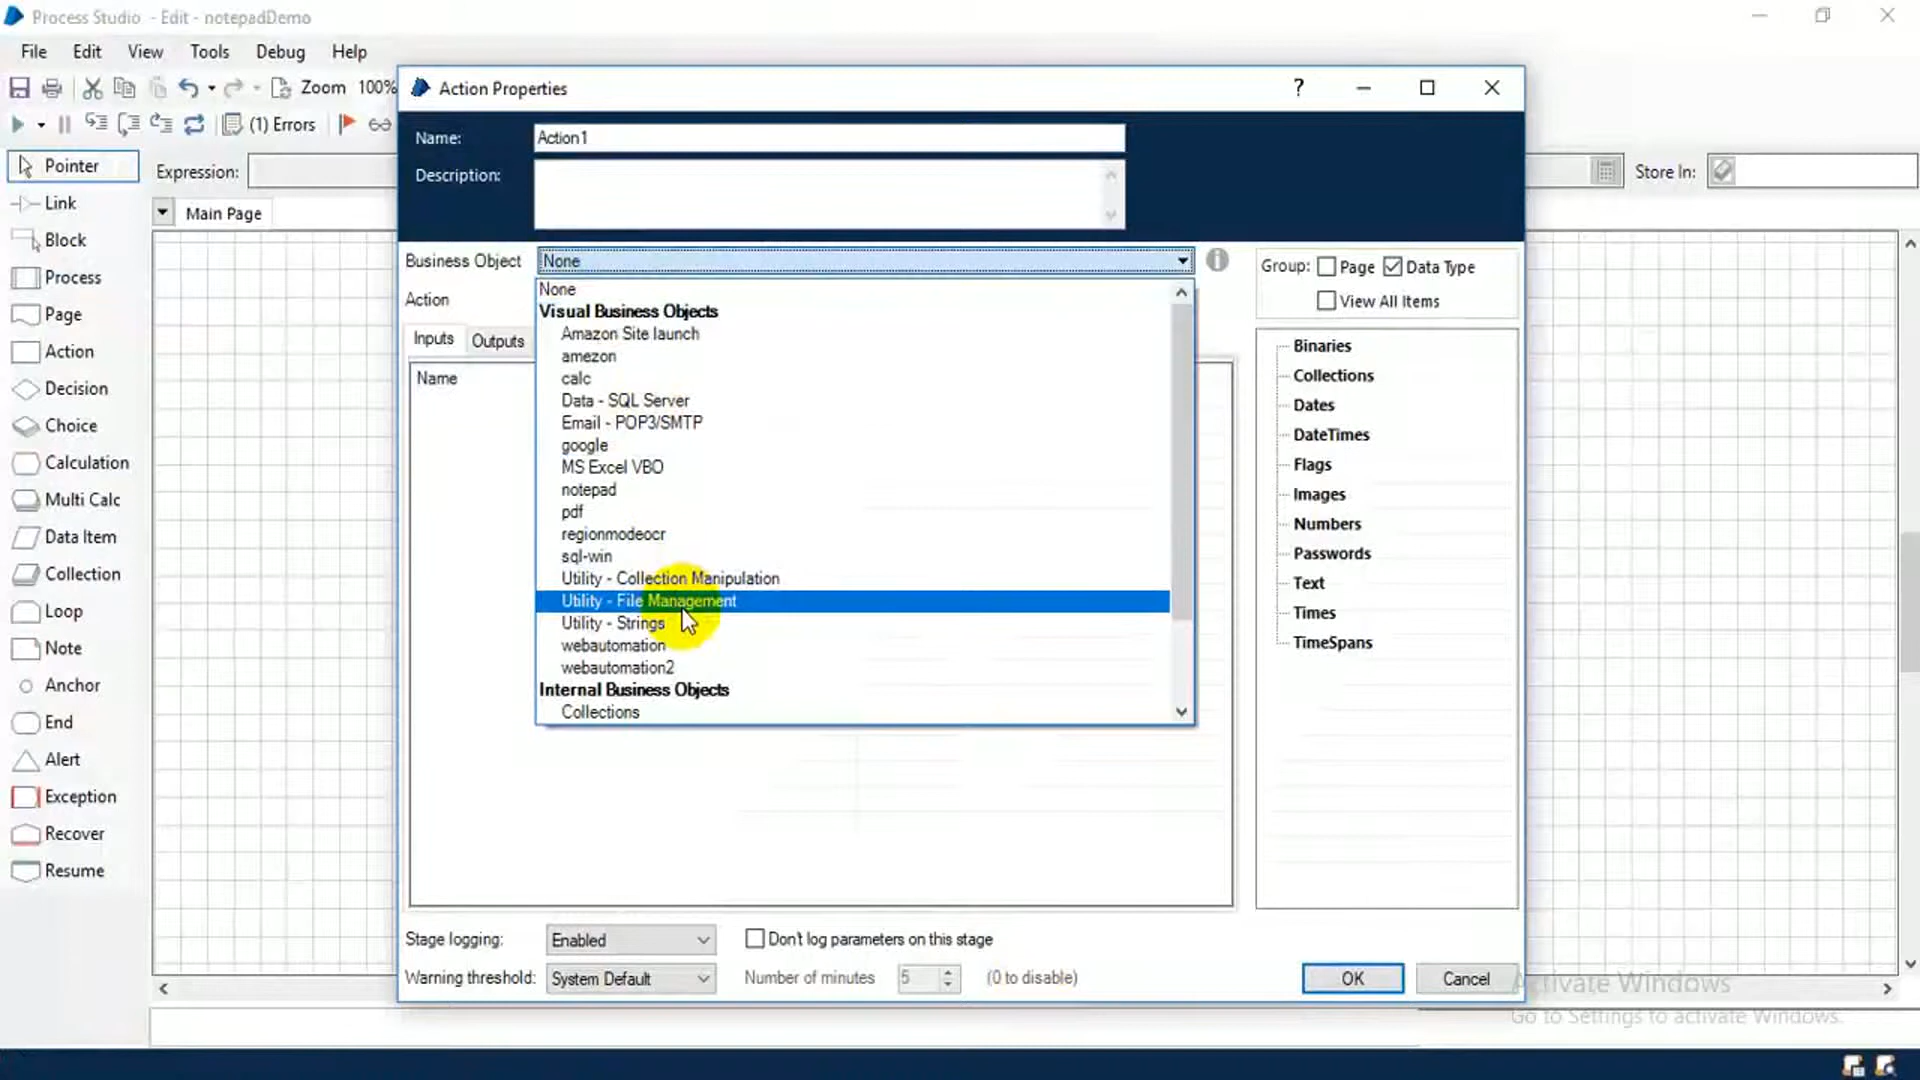 Process Studio - Edit - notepadDemo
File Edit View Tools Debug Help
Zoom 100%
(1) Errors
Pointer
Link
Block
Process
Page
Action
Decision
Choice
Calculation
Multi Calc
Data Item
Collection
Loop
Note
Anchor
End
Alert
Exception
Recover
Resume
Expression:
Store In:
Main Page
Action Properties
?
Name: Action1
Description:
Business Object None
Action
Inputs Outputs
Name
None
Visual Business Objects
Amazon Site launch
amezon
calc
Data - SQL Server
Email - POP3/SMTP
google
MS Excel VBO
notepad
pdf
regionmodeocr
sql-win
Utility - Collection Manipulation
Utility - File Management
Utility - Strings
webautomation
webautomation2
Internal Business Objects
Collections
Group: Page Data Type
View All Items
Binaries
Collections
Dates
DateTimes
Flags
Images
Numbers
Passwords
Text
Times
TimeSpans
Stage logging: Enabled Don't log parameters on this stage
Warning threshold: System Default Number of minutes 5 (0 to disable)
OK Cancel
Activate Windows
Go to Settings to activate Windows.